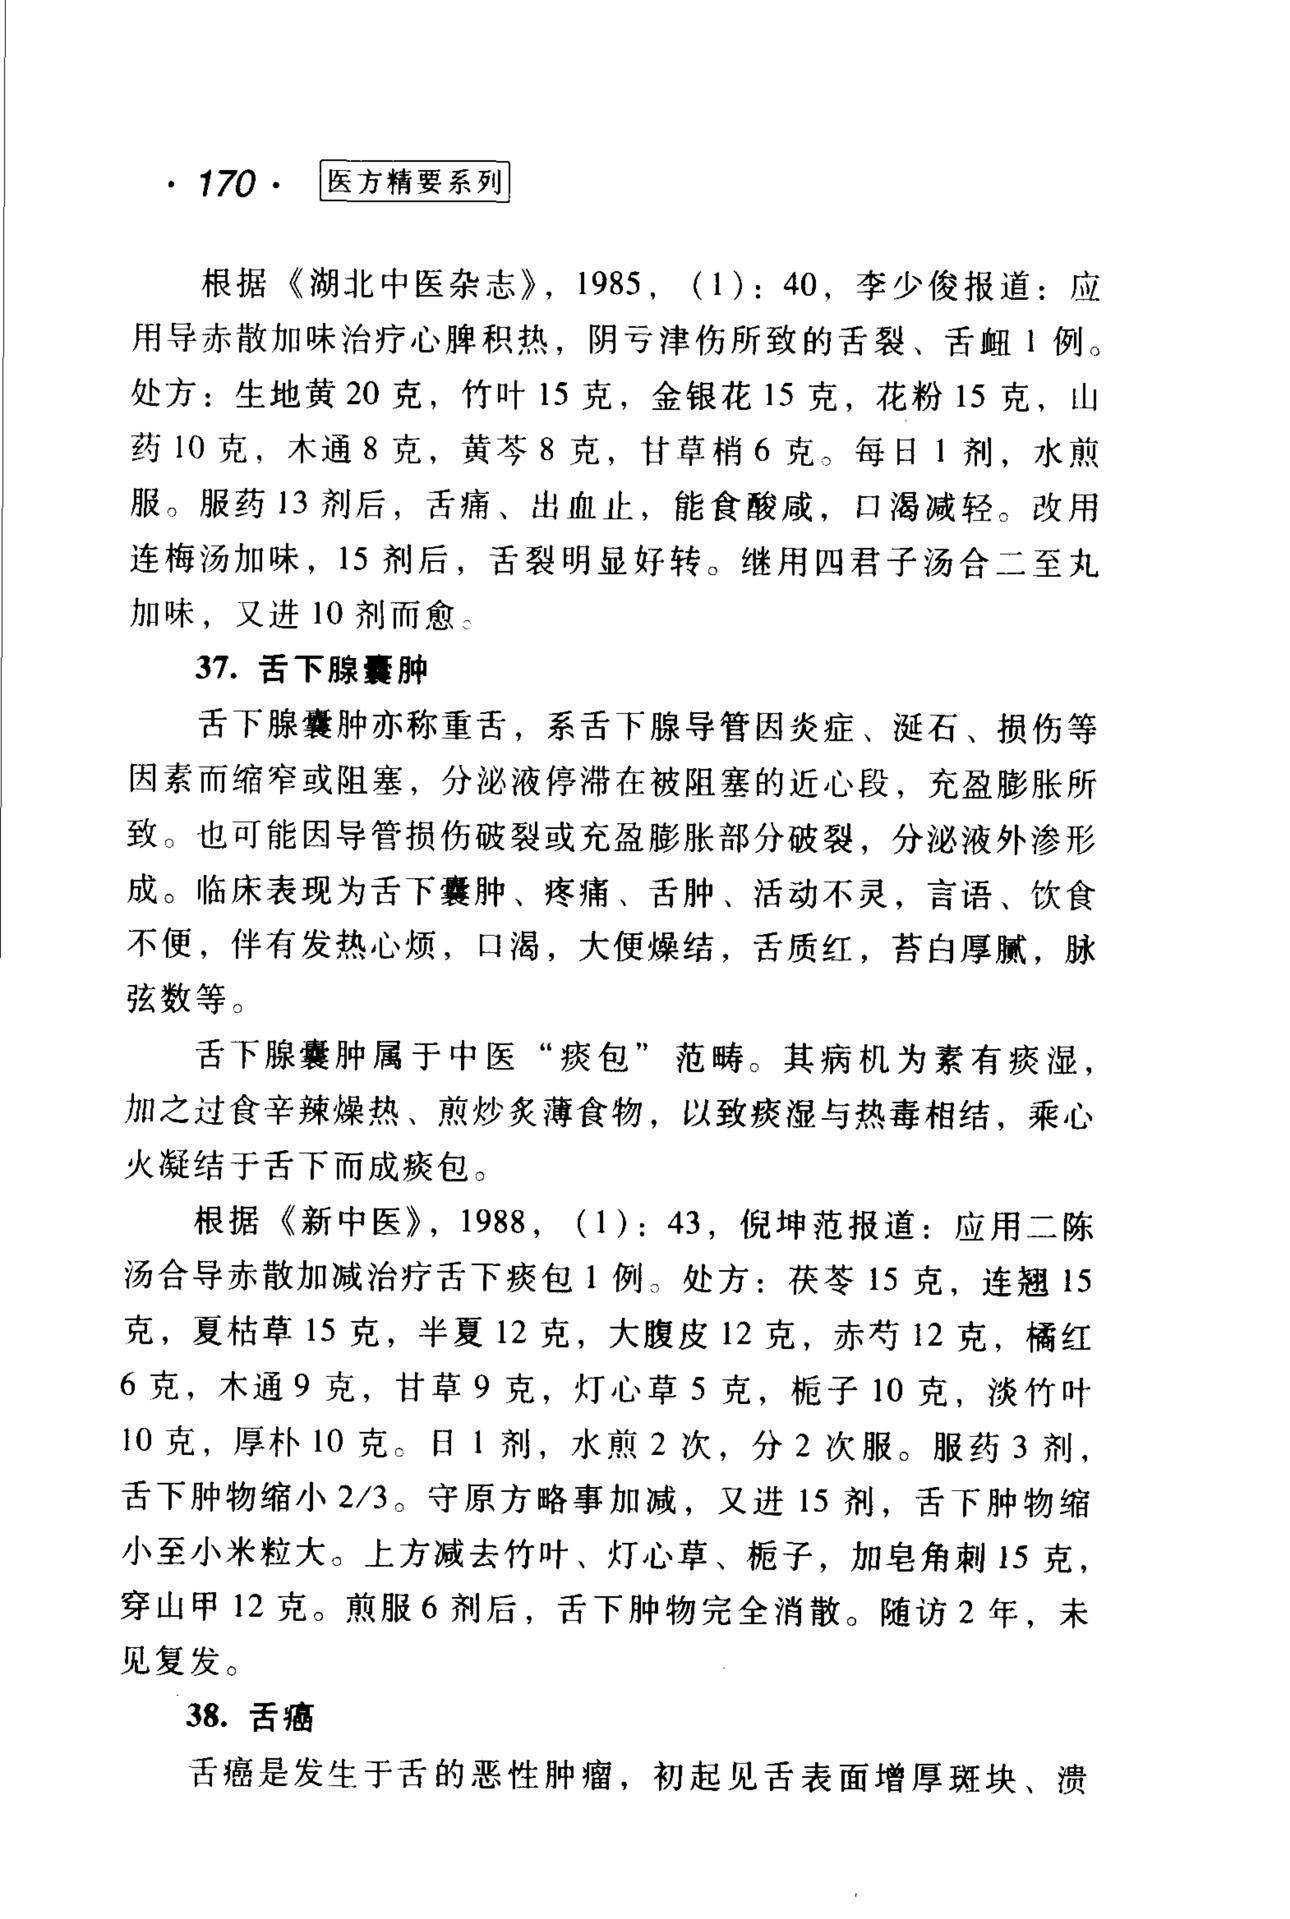 · 170 · 医方精要系列
根据《湖北中医杂志》，1985，（1）：40，李少俊报道：应
用导赤散加味治疗心脾积热，阴亏津伤所致的舌裂、舌衄 1 例。
处方：生地黄 20 克，竹叶 15 克，金银花 15 克，花粉 15 克，山
药 10 克，木通 8 克，黄芩 8 克，甘草梢 6 克。每日 1 剂，水煎
服。服药 13 剂后，舌痛、出血止，能食酸咸，口渴减轻。改用
连梅汤加味，15 剂后，舌裂明显好转。继用四君子汤合二至丸
加味，又进 10 剂而愈。
37. 舌下腺囊肿
舌下腺囊肿亦称重舌，系舌下腺导管因炎症、涎石、损伤等
因素而缩窄或阻塞，分泌液停滞在被阻塞的近心段，充盈膨胀所
致。也可能因导管损伤破裂或充盈膨胀部分破裂，分泌液外渗形
成。临床表现为舌下囊肿、疼痛、舌肿、活动不灵，言语、饮食
不便，伴有发热心烦，口渴，大便燥结，舌质红，苔白厚腻，脉
弦数等。
舌下腺囊肿属于中医“痰包”范畴。其病机为素有痰湿，
加之过食辛辣燥热、煎炒炙薄食物，以致痰湿与热毒相结，乘心
火凝结于舌下而成痰包。
根据《新中医》，1988，（1）：43，倪坤范报道：应用二陈
汤合导赤散加减治疗舌下痰包 1 例。处方：茯苓 15 克，连翘 15
克，夏枯草 15 克，半夏 12 克，大腹皮 12 克，赤芍 12 克，橘红
6 克，木通 9 克，甘草 9 克，灯心草 5 克，栀子 10 克，淡竹叶
10 克，厚朴 10 克。日 1 剂，水煎 2 次，分 2 次服。服药 3 剂，
舌下肿物缩小 2/3。守原方略事加减，又进 15 剂，舌下肿物缩
小至小米粒大。上方减去竹叶、灯心草、栀子，加皂角刺 15 克，
穿山甲 12 克。煎服 6 剂后，舌下肿物完全消散。随访 2 年，未
见复发。
38. 舌癌
舌癌是发生于舌的恶性肿瘤，初起见舌表面增厚斑块、溃